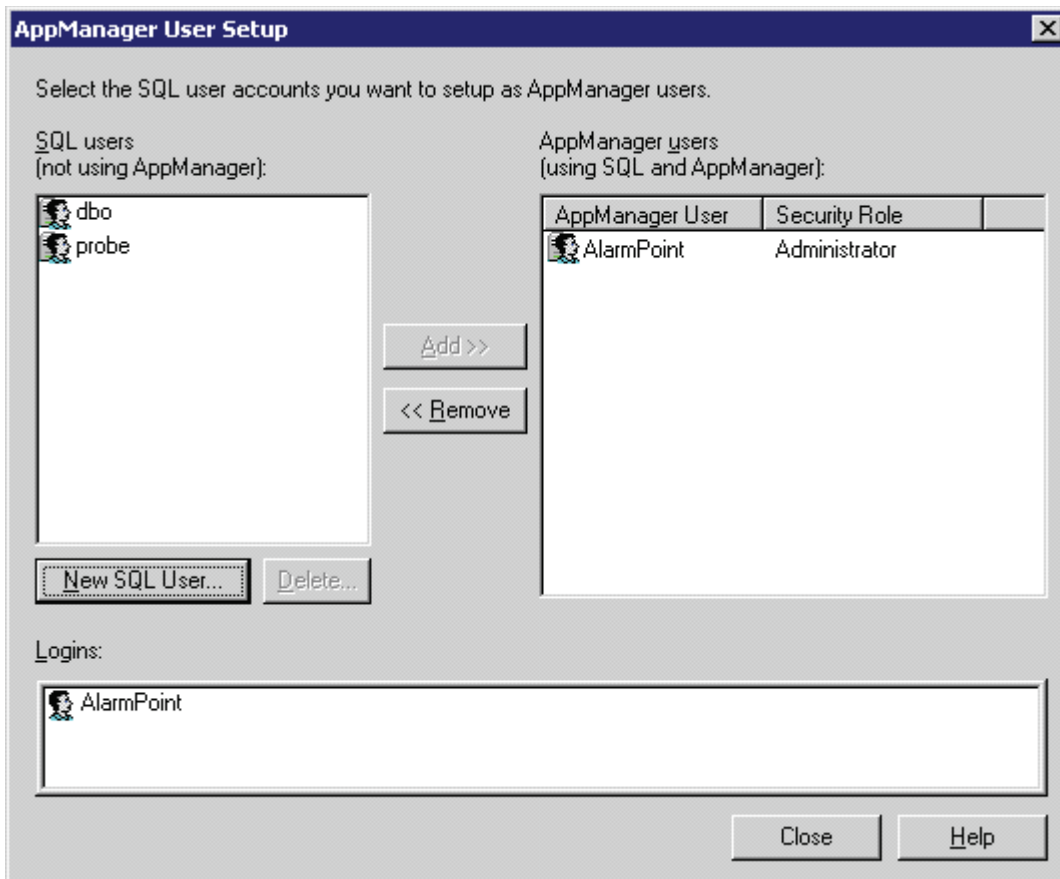 AppManager User Setup
Select the SQL user accounts you want to setup as AppManager users.
SQL users
(not using AppManager):
dbo
probe
New SQL User...
Delete...
Add >>
<< Remove
AppManager users
(using SQL and AppManager):
AppManager User Security Role
AlarmPoint Administrator
Logins:
AlarmPoint
Close
Help